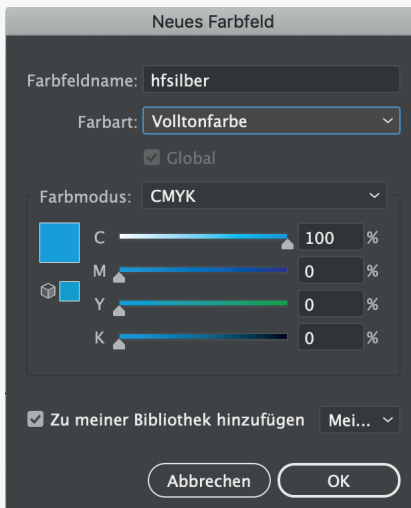 Neues Farbfeld
Farbfeldname: hfsilber
Farbart: Volltonfarbe
Global
Farbmodus: CMYK
C 100 %
M 0 %
Y 0 %
K 0 %
Zu meiner Bibliothek hinzufügen Mei...
Abbrechen OK